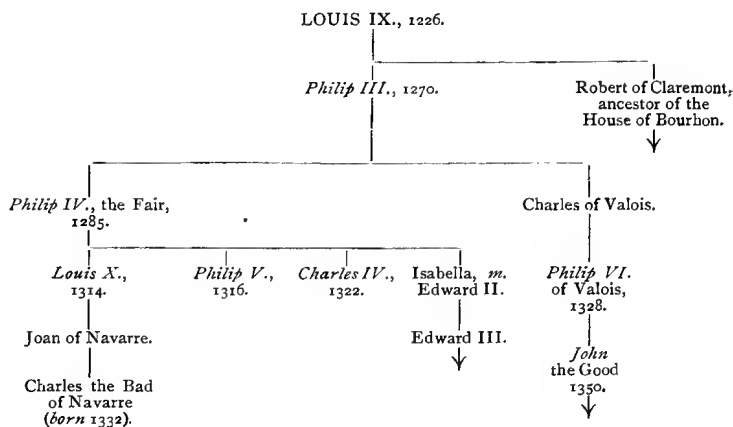 LOUIS IX., 1226.
Philip III., 1270.
Robert of Claremont,
ancestor of the
House of Bourbon.
Philip IV., the Fair,
1285.
Charles of Valois.
Louis X.,
1314.
Philip V.,
1316.
Charles IV.,
1322.
Isabella, m.
Edward II.
Philip VI.
of Valois,
1328.
Joan of Navarre.
Edward III.
John
the Good
1350.
Charles the Bad
of Navarre
(born 1332).